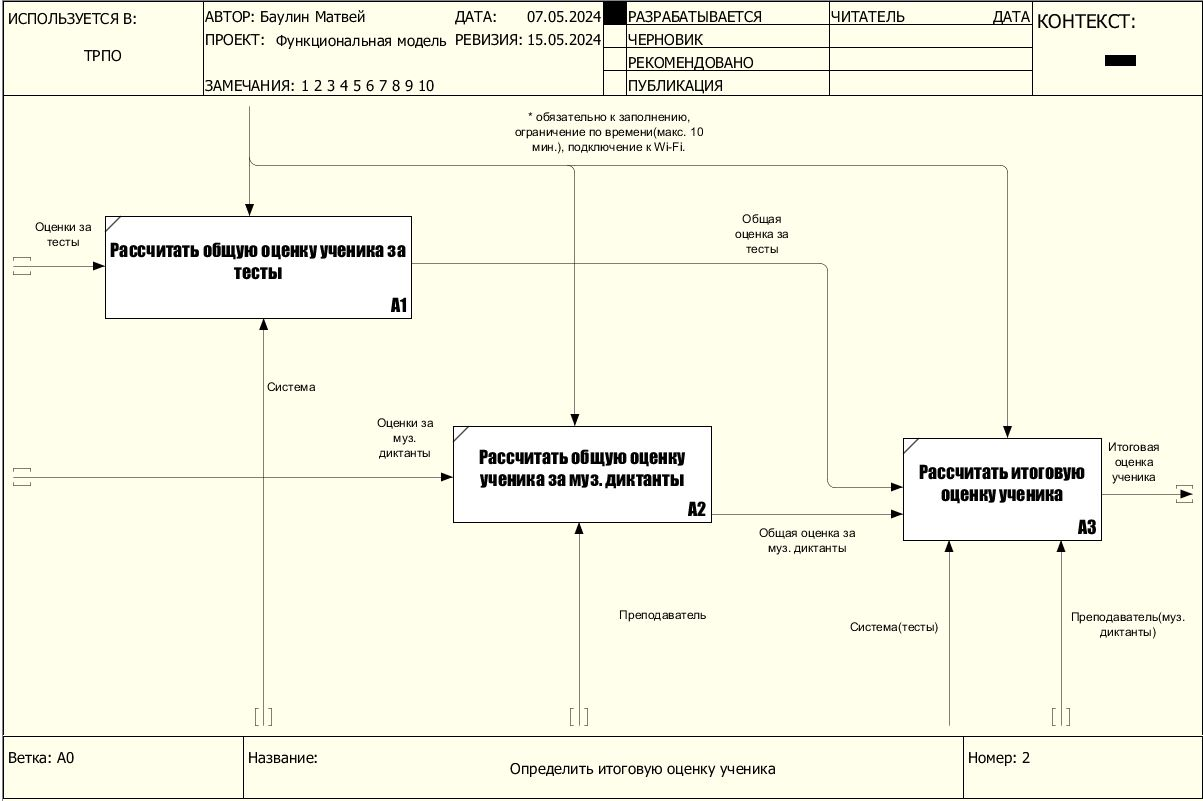 ИСПОЛЬЗУЕТСЯ В:
ТРПО
АВТОР: Баулин Матвей
ДАТА: 07.05.2024
ПРОЕКТ: Функциональная модель
РЕВИЗИЯ: 15.05.2024
ЗАМЕЧАНИЯ: 1 2 3 4 5 6 7 8 9 10
РАЗРАБАТЫВАЕТСЯ
ЧЕРНОВИК
РЕКОМЕНДОВАНО
ПУБЛИКАЦИЯ
ЧИТАТЕЛЬ
ДАТА
КОНТЕКСТ:
* обязательно к заполнению,
ограничение по времени(макс. 10
мин.), подключение к Wi-Fi.
Оценки за
тесты
Рассчитать общую оценку ученика за
тесты
A1
Общая
оценка за
тесты
Система
Оценки за
муз.
диктанты
Рассчитать общую оценку
ученика за муз. диктанты
A2
Общая оценка за
муз. диктанты
Рассчитать итоговую
оценку ученика
A3
Итоговая
оценка
ученика
Преподаватель
Система(тесты)
Преподаватель(муз.
диктанты)
Ветка: A0
Название:
Определить итоговую оценку ученика
Номер: 2